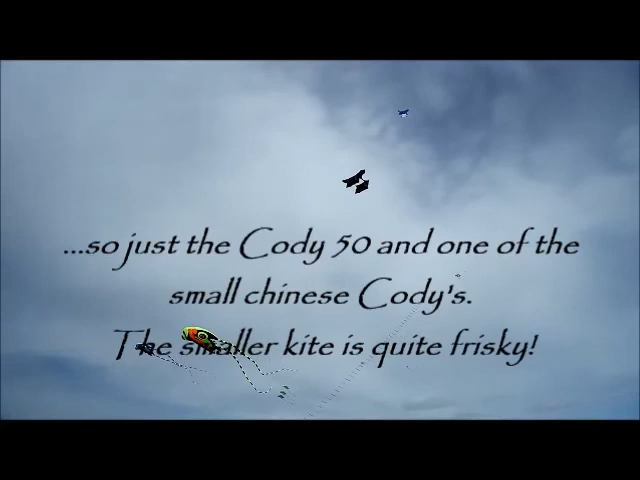 ...so just the Cody 50 and one of the
small chinese Cody's.
The smaller kite is quite frisky!